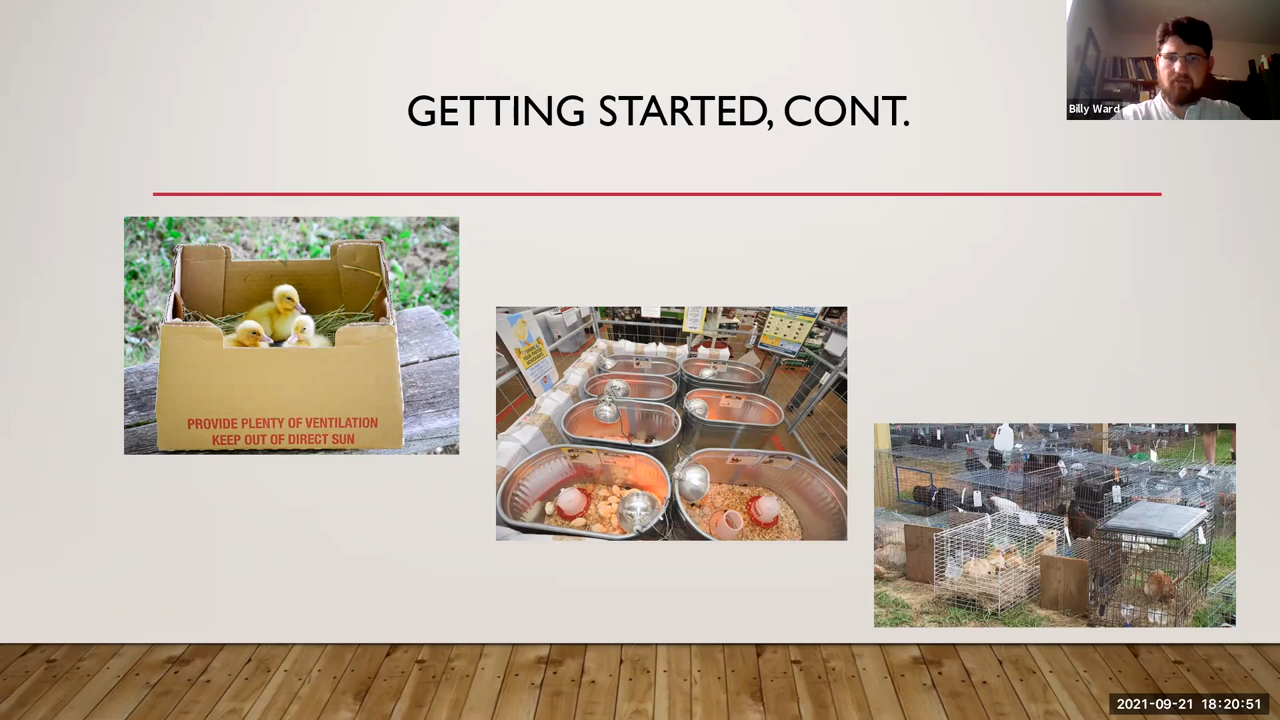 GETTING STARTED, CONT.
Billy Ward
PROVIDE PLENTY OF VENTILATION
KEEP OUT OF DIRECT SUN
2021-09-21 18:20:51